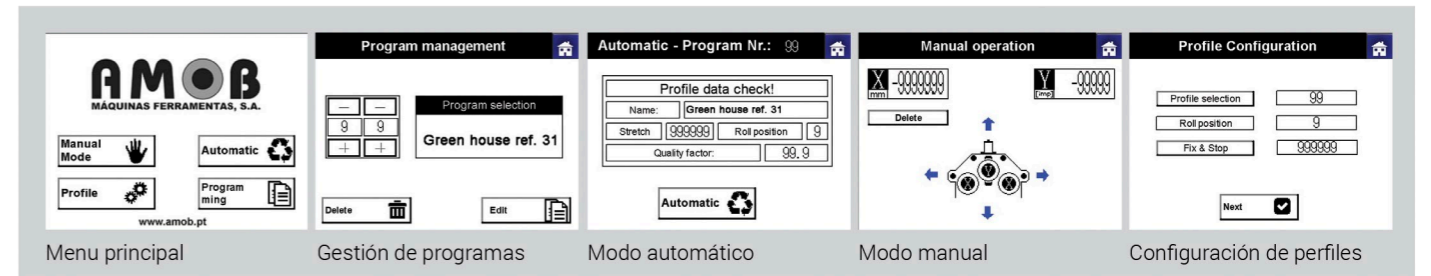 AMOB
MÁQUINAS FERRAMENTAS, S.A.
Manual Mode
Automatic
Profile
Program ming
www.amob.pt
Menu principal
Program management
— —
9 9
+ +
Program selection
Green house ref. 31
Delete
Edit
Gestión de programas
Automatic - Program Nr.: 99
Profile data check!
Name: Green house ref. 31
Stretch 999999 Roll position 9
Quality factor: 99.9
Automatic
Modo automático
Manual operation
X mm -9999999
Y [imp] -99999
Delete
X Y X
Modo manual
Profile Configuration
Profile selection 99
Roll position 9
Fix & Stop 999999
Next
Configuración de perfiles